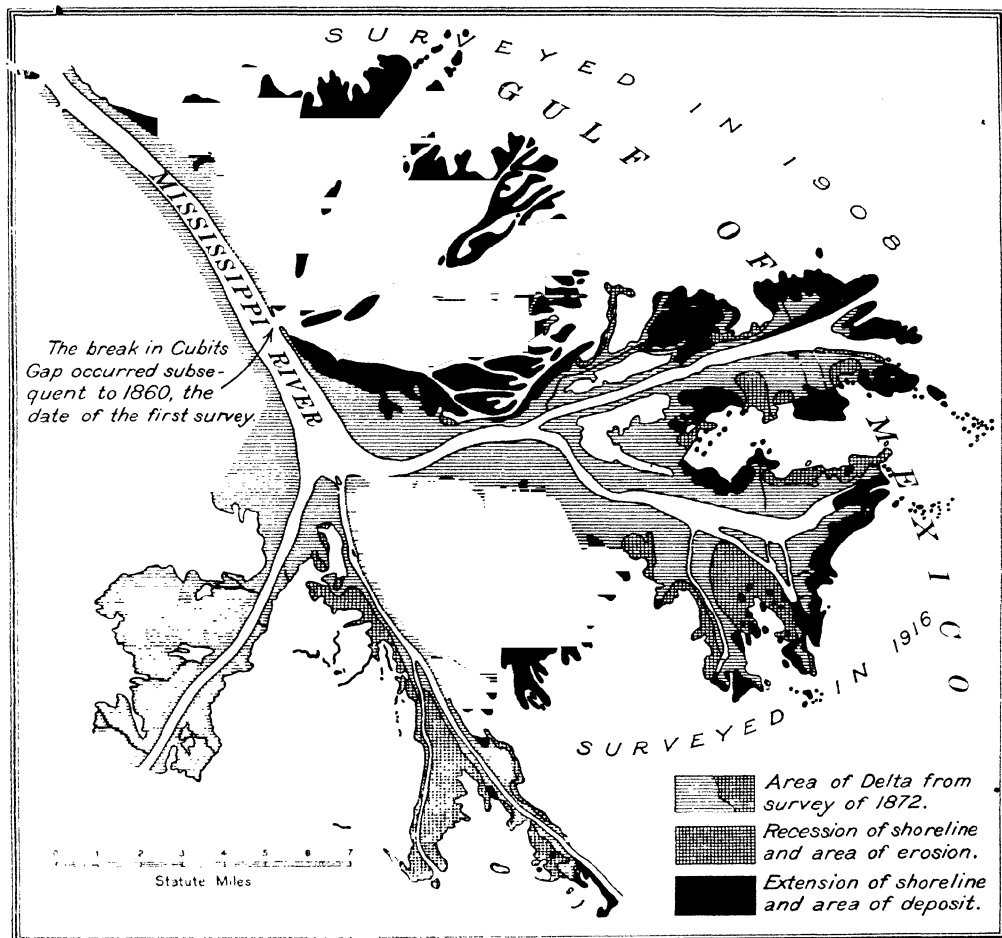 SURVEYED IN 1908
GULF OF MEXICO
MISSISSIPPI RIVER
The break in Cubits
Gap occurred subse-
quent to 1860, the
date of the first survey.
SURVEYED IN 1916
Area of Delta from
survey of 1872.
Recession of shoreline
and area of erosion.
Extension of shoreline
and area of deposit.
0 1 2 3 4 5 6 7
Statute Miles